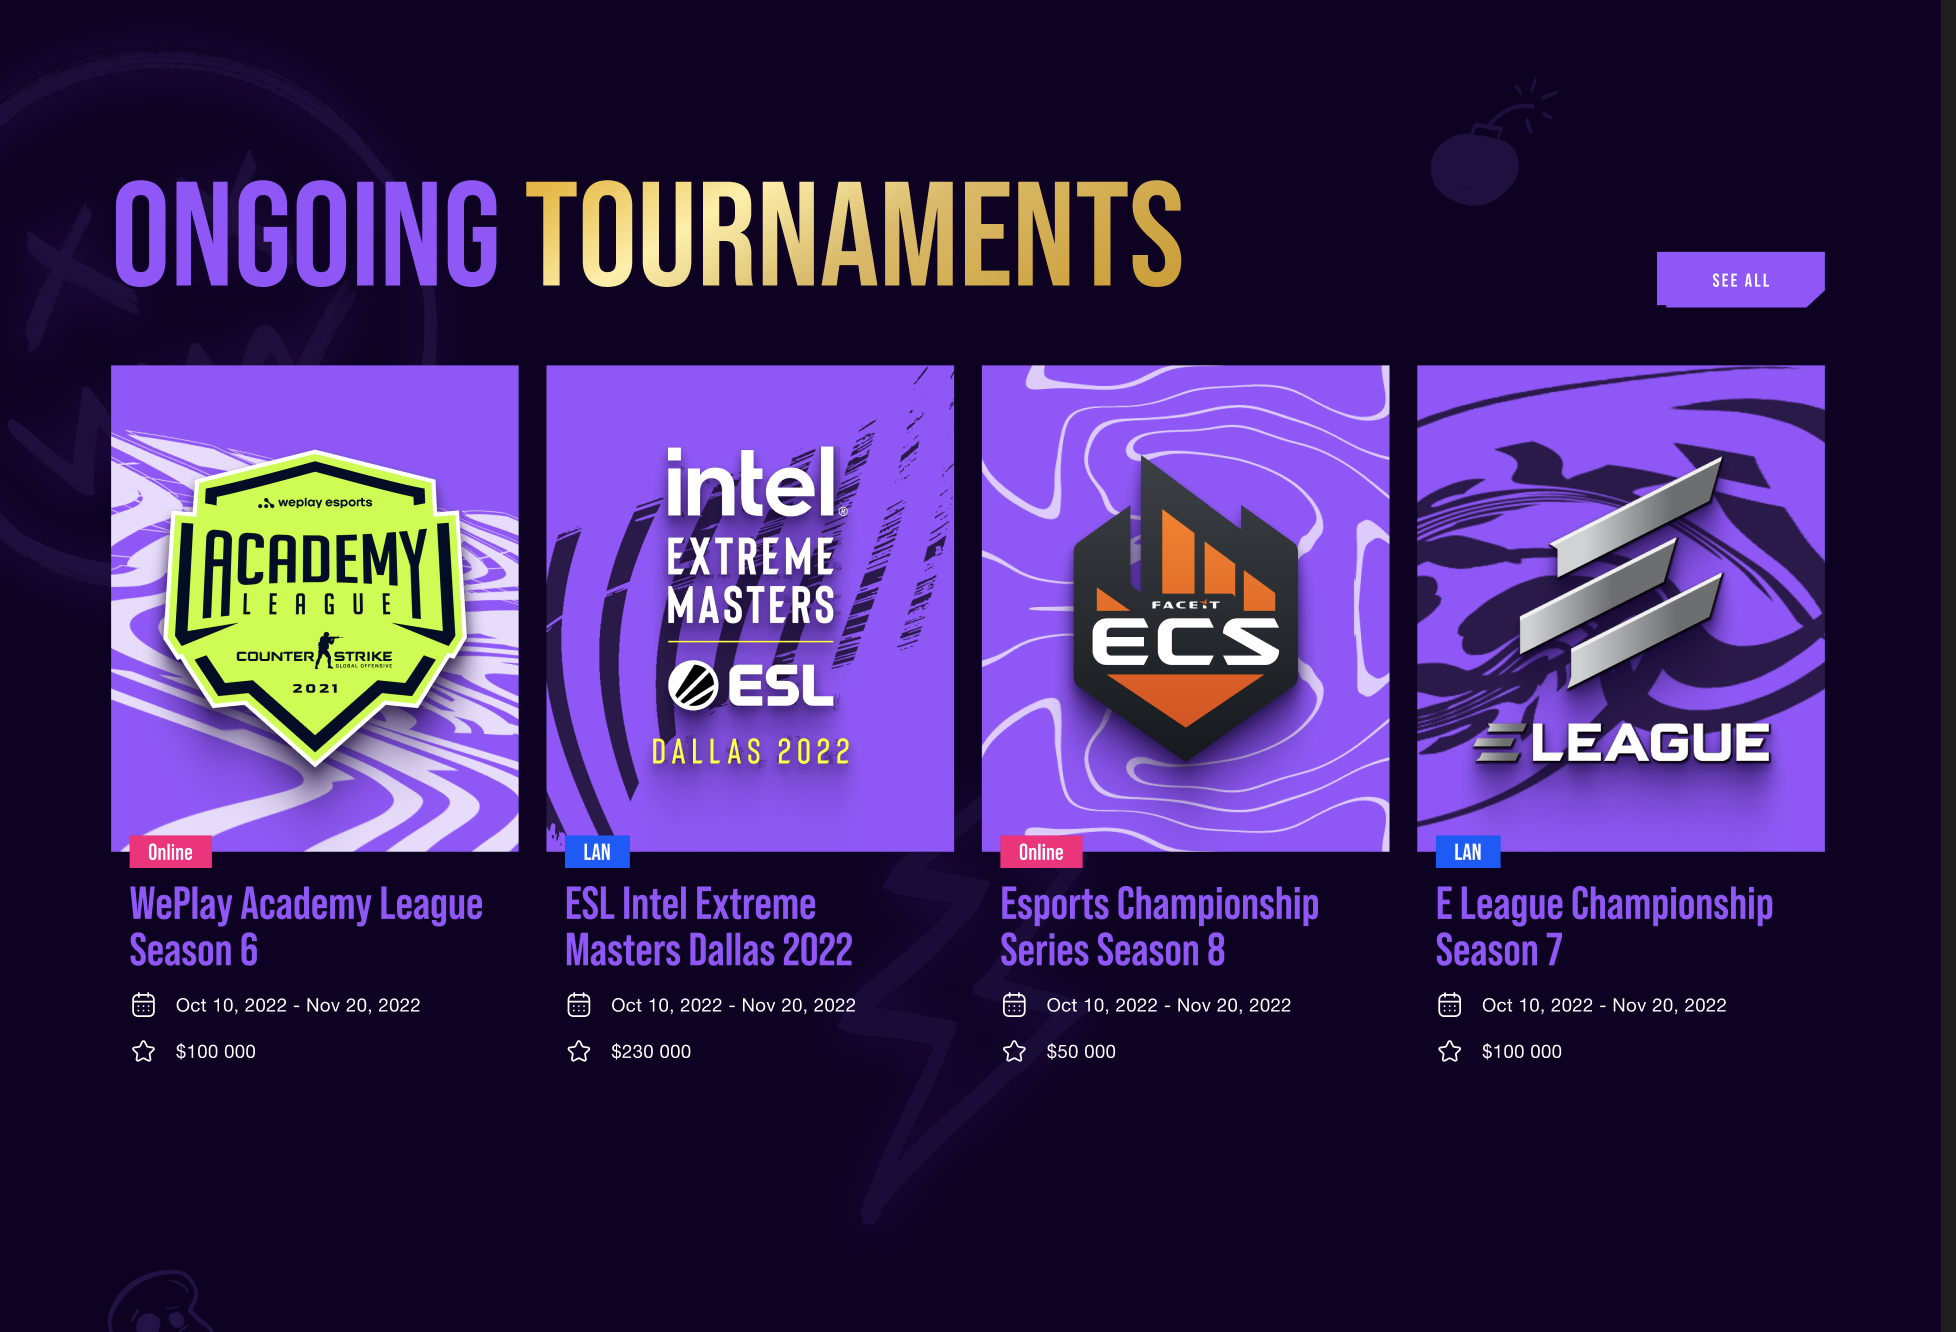 ONGOING TOURNAMENTS
SEE ALL
weplay esports
ACADEMY
LEAGUE
COUNTER STRIKE
GLOBAL OFFENSIVE
2021
Online
WePlay Academy League
Season 6
Oct 10, 2022 - Nov 20, 2022
$100 000
intel®
EXTREME
MASTERS
ESL
DALLAS 2022
LAN
ESL Intel Extreme
Masters Dallas 2022
Oct 10, 2022 - Nov 20, 2022
$230 000
FACEIT
ECS
Online
Esports Championship
Series Season 8
Oct 10, 2022 - Nov 20, 2022
$50 000
ELEAGUE
LAN
E League Championship
Season 7
Oct 10, 2022 - Nov 20, 2022
$100 000